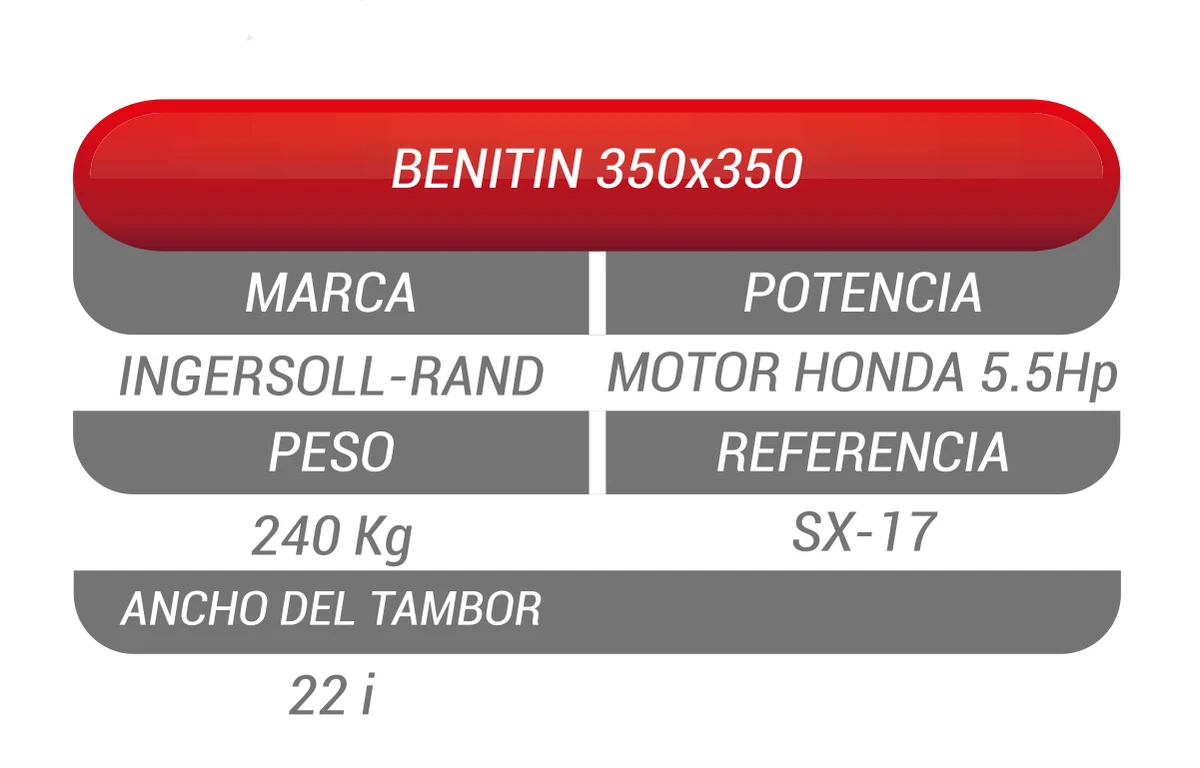 BENITIN 350x350
MARCA POTENCIA
INGERSOLL-RAND MOTOR HONDA 5.5Hp
PESO REFERENCIA
240 Kg SX-17
ANCHO DEL TAMBOR
22 i